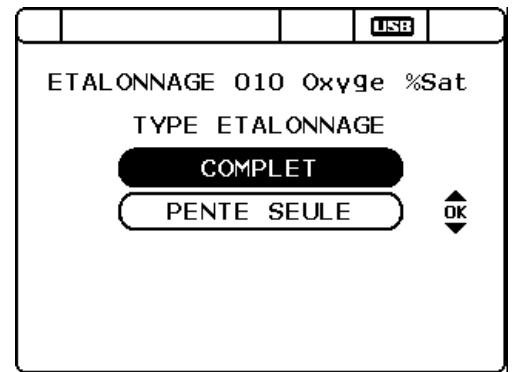 USB
ETALONNAGE 010 Oxyge %Sat
TYPE ETALONNAGE
COMPLET
PENTE SEULE
OK